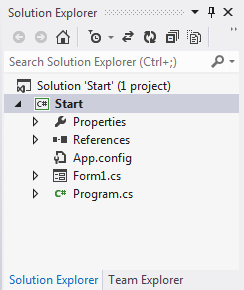 Solution Explorer
Search Solution Explorer (Ctrl+;)
Solution 'Start' (1 project)
C# Start
Properties
References
App.config
Form1.cs
C# Program.cs
Solution Explorer Team Explorer